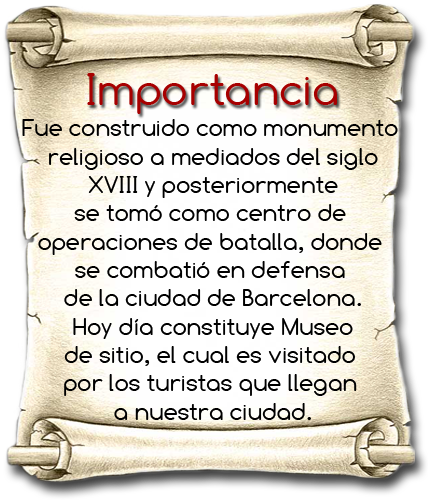 Importancia
Fue construido como monumento
religioso a mediados del siglo
XVIII y posteriormente
se tomó como centro de
operaciones de batalla, donde
se combatió en defensa
de la ciudad de Barcelona.
Hoy día constituye Museo
de sitio, el cual es visitado
por los turistas que llegan
a nuestra ciudad.